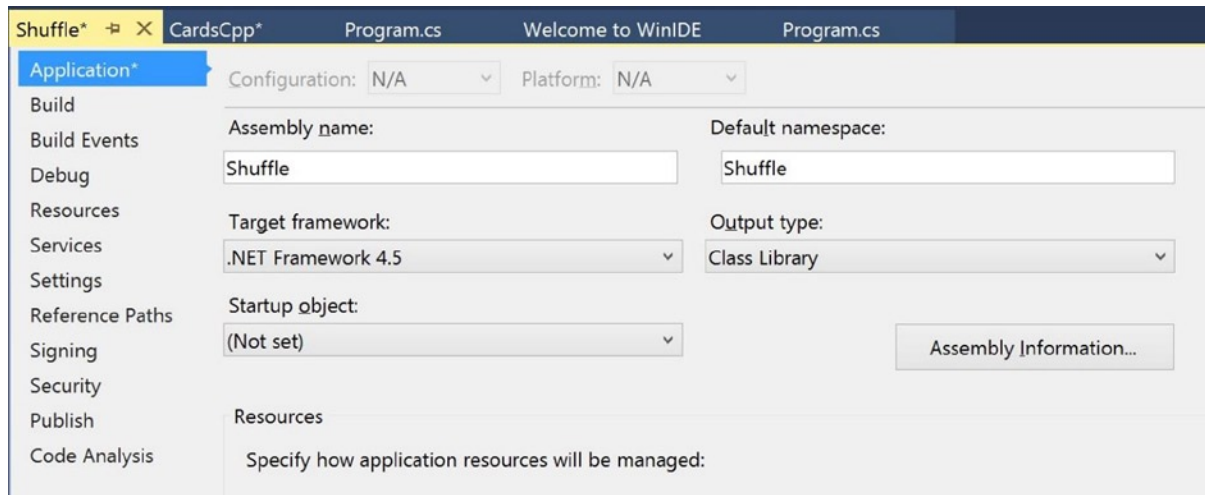 Shuffle* CardsCpp* Program.cs Welcome to WinIDE Program.cs
Application*
Build
Build Events
Debug
Resources
Services
Settings
Reference Paths
Signing
Security
Publish
Code Analysis
Configuration: N/A Platform: N/A
Assembly name: Default namespace:
Shuffle Shuffle
Target framework: Output type:
.NET Framework 4.5 Class Library
Startup object:
(Not set)
Assembly Information...
Resources
Specify how application resources will be managed: